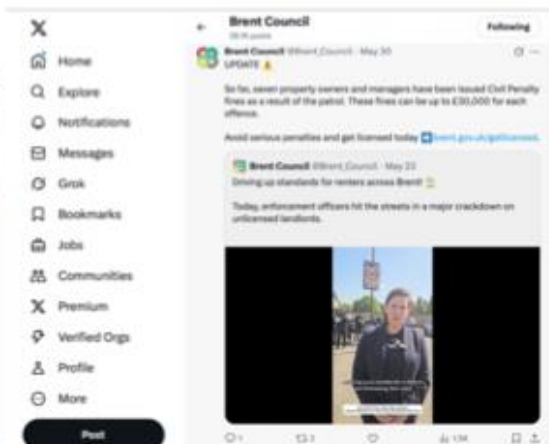 Brent Council
Following
Home
Explore
Notifications
Messages
Grok
Bookmarks
Jobs
Communities
Premium
Verified Orgs
Profile
More
Post
Brent Council @Brent_Council · May 30
UPDATE
So far, seven property owners and managers have been issued Civil Penalty
fines as a result of the patrol. These fines can be up to £30,000 for each
offence.
Avoid serious penalties and get licensed today brent.gov.uk/getlicensed.
Brent Council @Brent_Council · May 23
Driving up standards for renters across Brent!
Today, enforcement officers hit the streets in a major crackdown on
unlicensed landlords.